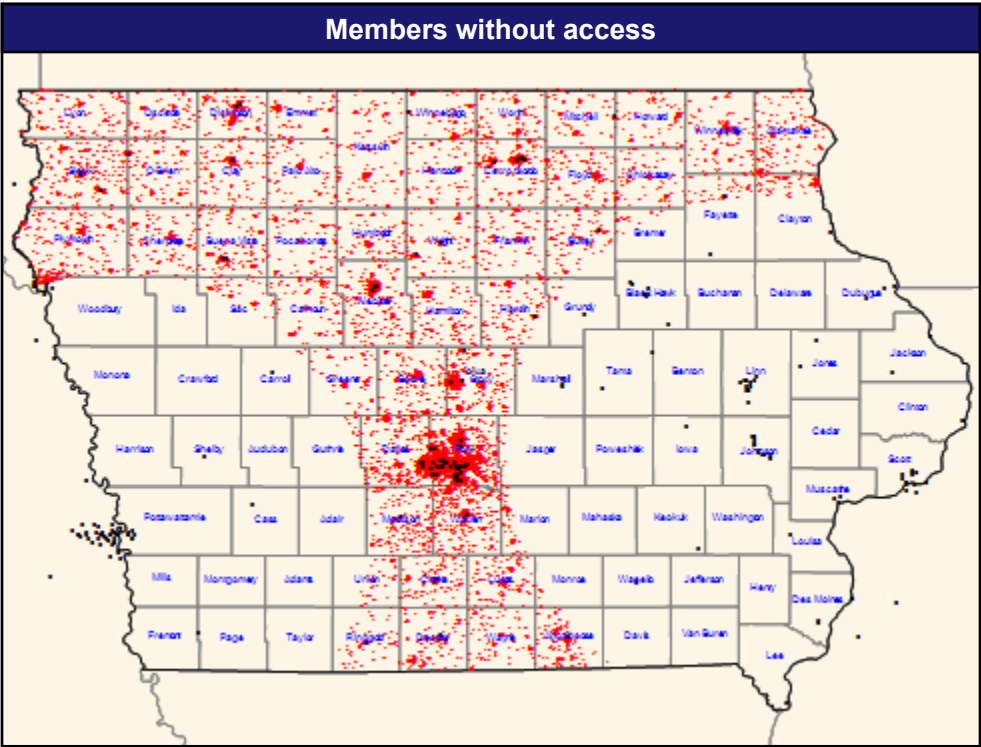 Members without access
Lyon
Emmet
Winnebago
Worth
Mitchell
Howard
Kossuth
O'Brien
Clay
Palo Alto
Hancock
Cerro Gordo
Floyd
Chickasaw
Fayette
Clayton
Plymouth
Cherokee
Buena Vista
Pocahontas
Humboldt
Wright
Franklin
Butler
Bremer
Woodbury
Ida
Sac
Calhoun
Webster
Hamilton
Hardin
Grundy
Black Hawk
Buchanan
Delaware
Dubuque
Monona
Crawford
Carroll
Greene
Boone
Story
Marshall
Tama
Benton
Linn
Jones
Jackson
Clinton
Harrison
Shelby
Audubon
Guthrie
Dallas
Jasper
Poweshiek
Iowa
Johnson
Cedar
Scott
Muscatine
Pottawattamie
Cass
Adair
Madison
Warren
Marion
Mahaska
Keokuk
Washington
Louisa
Mills
Montgomery
Adams
Union
Clarke
Lucas
Monroe
Wapello
Jefferson
Henry
Des Moines
Fremont
Page
Taylor
Ringgold
Decatur
Wayne
Appanoose
Davis
Van Buren
Lee